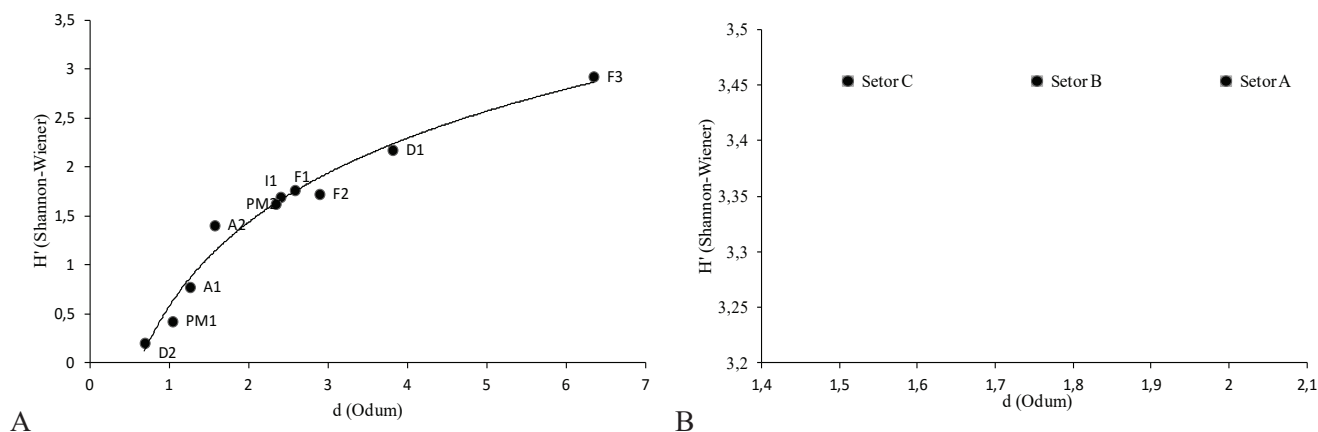 3,5
3
2,5
2
1,5
1
0,5
0
H' (Shannon-Wiener)
F3
D1
I1
F1
F2
PM2
A2
A1
PM1
D2
0 1 2 3 4 5 6 7
d (Odum)
A
3,5
3,45
3,4
3,35
3,3
3,25
3,2
H' (Shannon-Wiener)
Setor C Setor B Setor A
1,4 1,5 1,6 1,7 1,8 1,9 2 2,1
d (Odum)
B